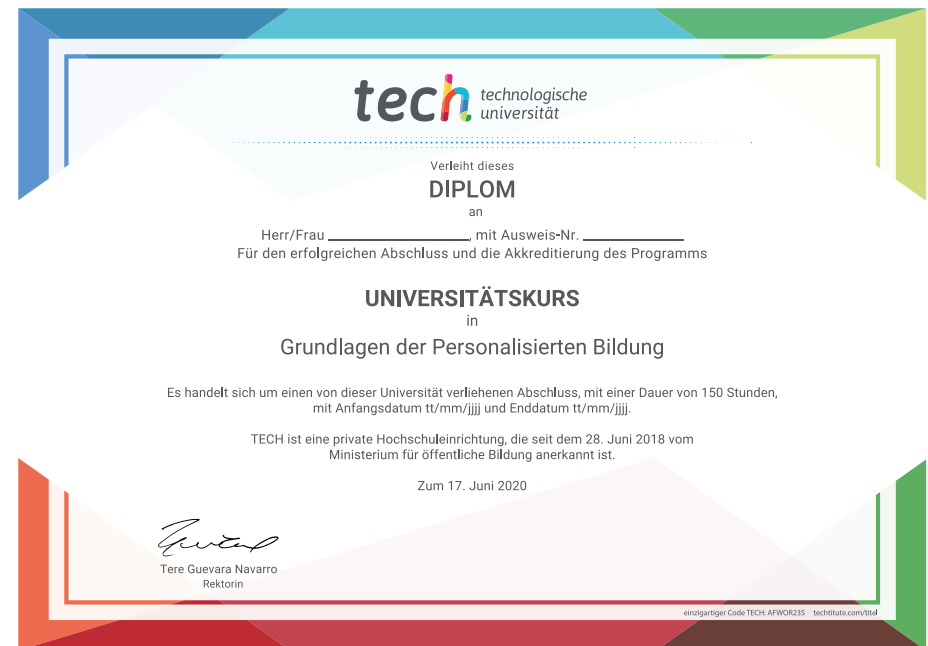 tech technologische
universität
Verleiht dieses
DIPLOM
an
Herr/Frau ____________________, mit Ausweis-Nr. ______________
Für den erfolgreichen Abschluss und die Akkreditierung des Programms
UNIVERSITÄTSKURS
in
Grundlagen der Personalisierten Bildung
Es handelt sich um einen von dieser Universität verliehenen Abschluss, mit einer Dauer von 150 Stunden,
mit Anfangsdatum tt/mm/jjjj und Enddatum tt/mm/jjjj.
TECH ist eine private Hochschuleinrichtung, die seit dem 28. Juni 2018 vom
Ministerium für öffentliche Bildung anerkannt ist.
Zum 17. Juni 2020
Tere Guevara Navarro
Rektorin
einzigartiger Code TECH: AFWOR23S techtitute.com/titel